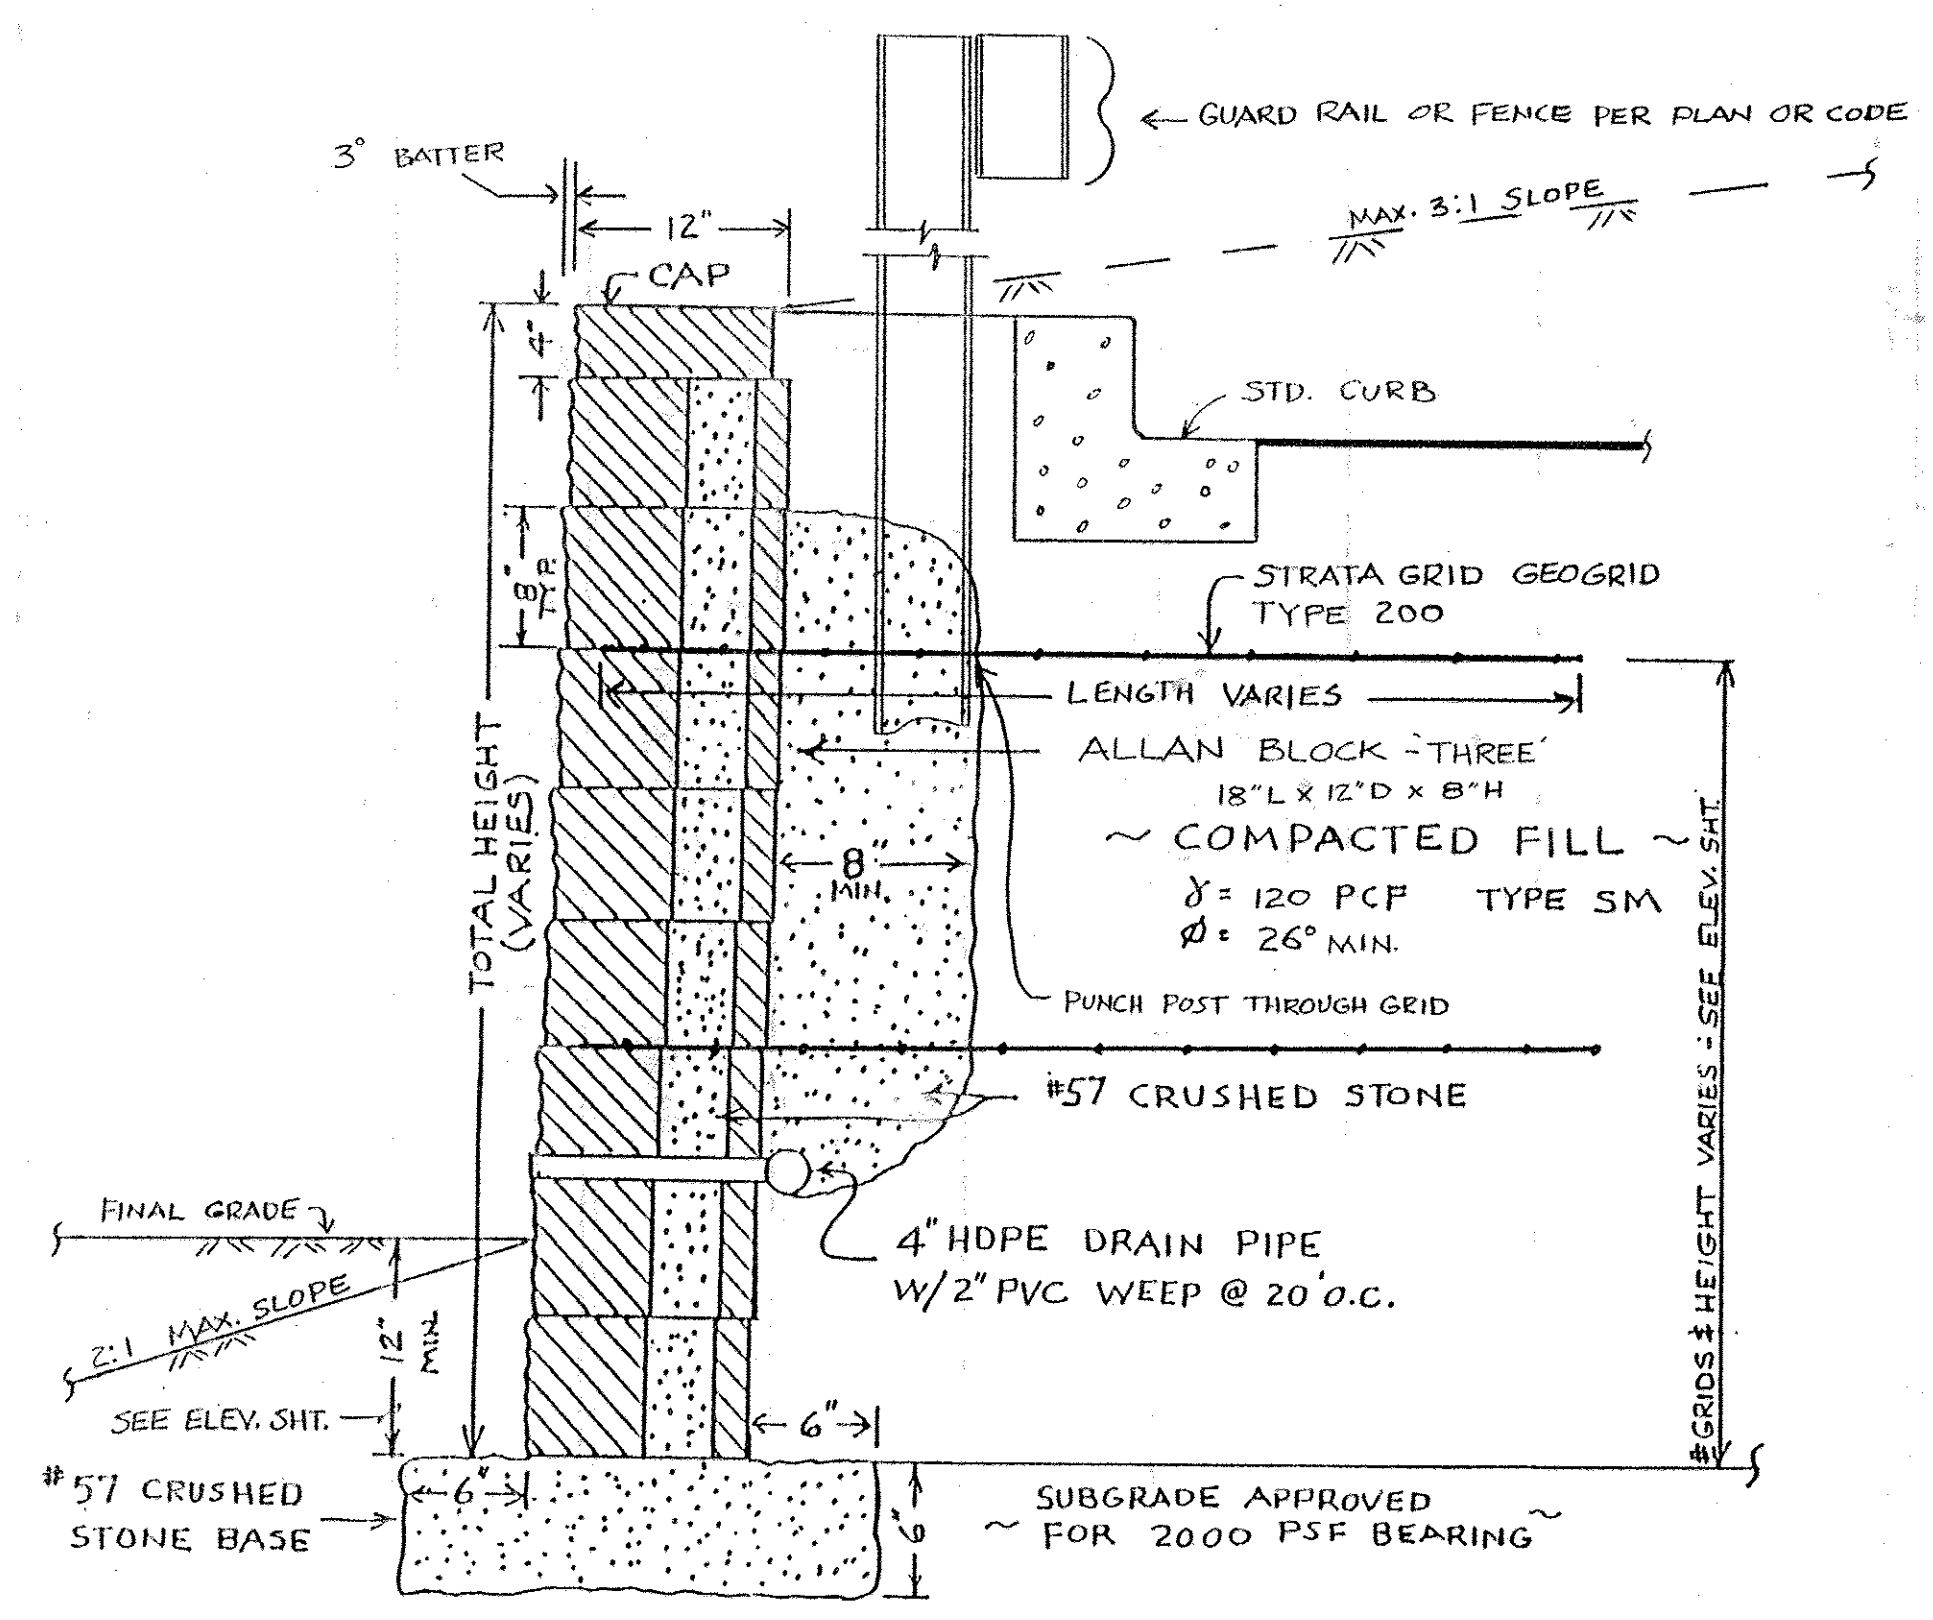 GUARD RAIL OR FENCE PER PLAN OR CODE
3° BATTER
MAX. 3:1 SLOPE
12"
CAP
4"
STD. CURB
8"
TYP.
STRATA GRID GEOGRID
TYPE 200
LENGTH VARIES
ALLAN BLOCK - 'THREE'
18"L x 12"D x 8"H
~ COMPACTED FILL ~
8
MIN.
γ = 120 PCF TYPE SM
Ø = 26° MIN.
TOTAL HEIGHT
(VARIES)
PUNCH POST THROUGH GRID
#57 CRUSHED STONE
#GRIDS & HEIGHT VARIES - SEE ELEV. SHT.
FINAL GRADE
4" HDPE DRAIN PIPE
W/2" PVC WEEP @ 20' O.C.
2:1 MAX. SLOPE
12"
MIN
SEE ELEV. SHT.
6"
#57 CRUSHED
STONE BASE
6"
6"
SUBGRADE APPROVED
~ FOR 2000 PSF BEARING ~